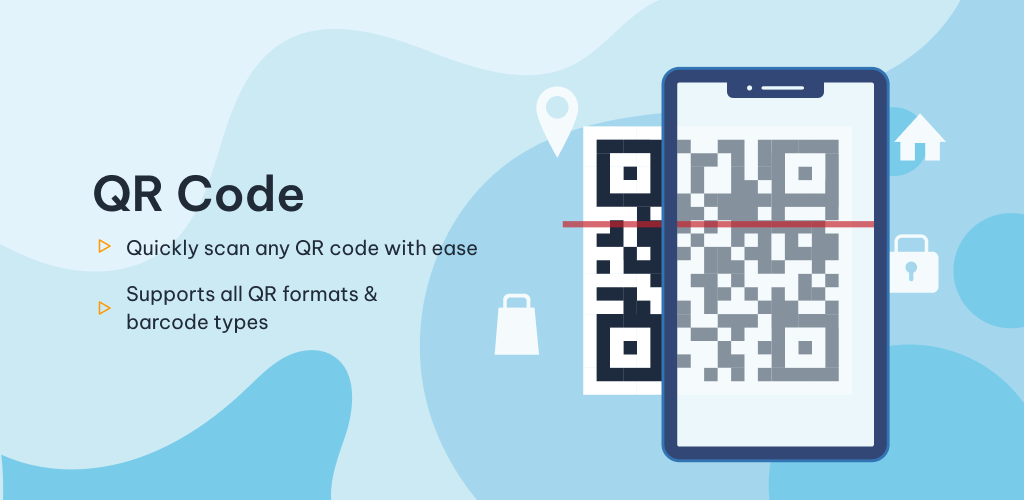 QR Code
Quickly scan any QR code with ease
Supports all QR formats &
barcode types